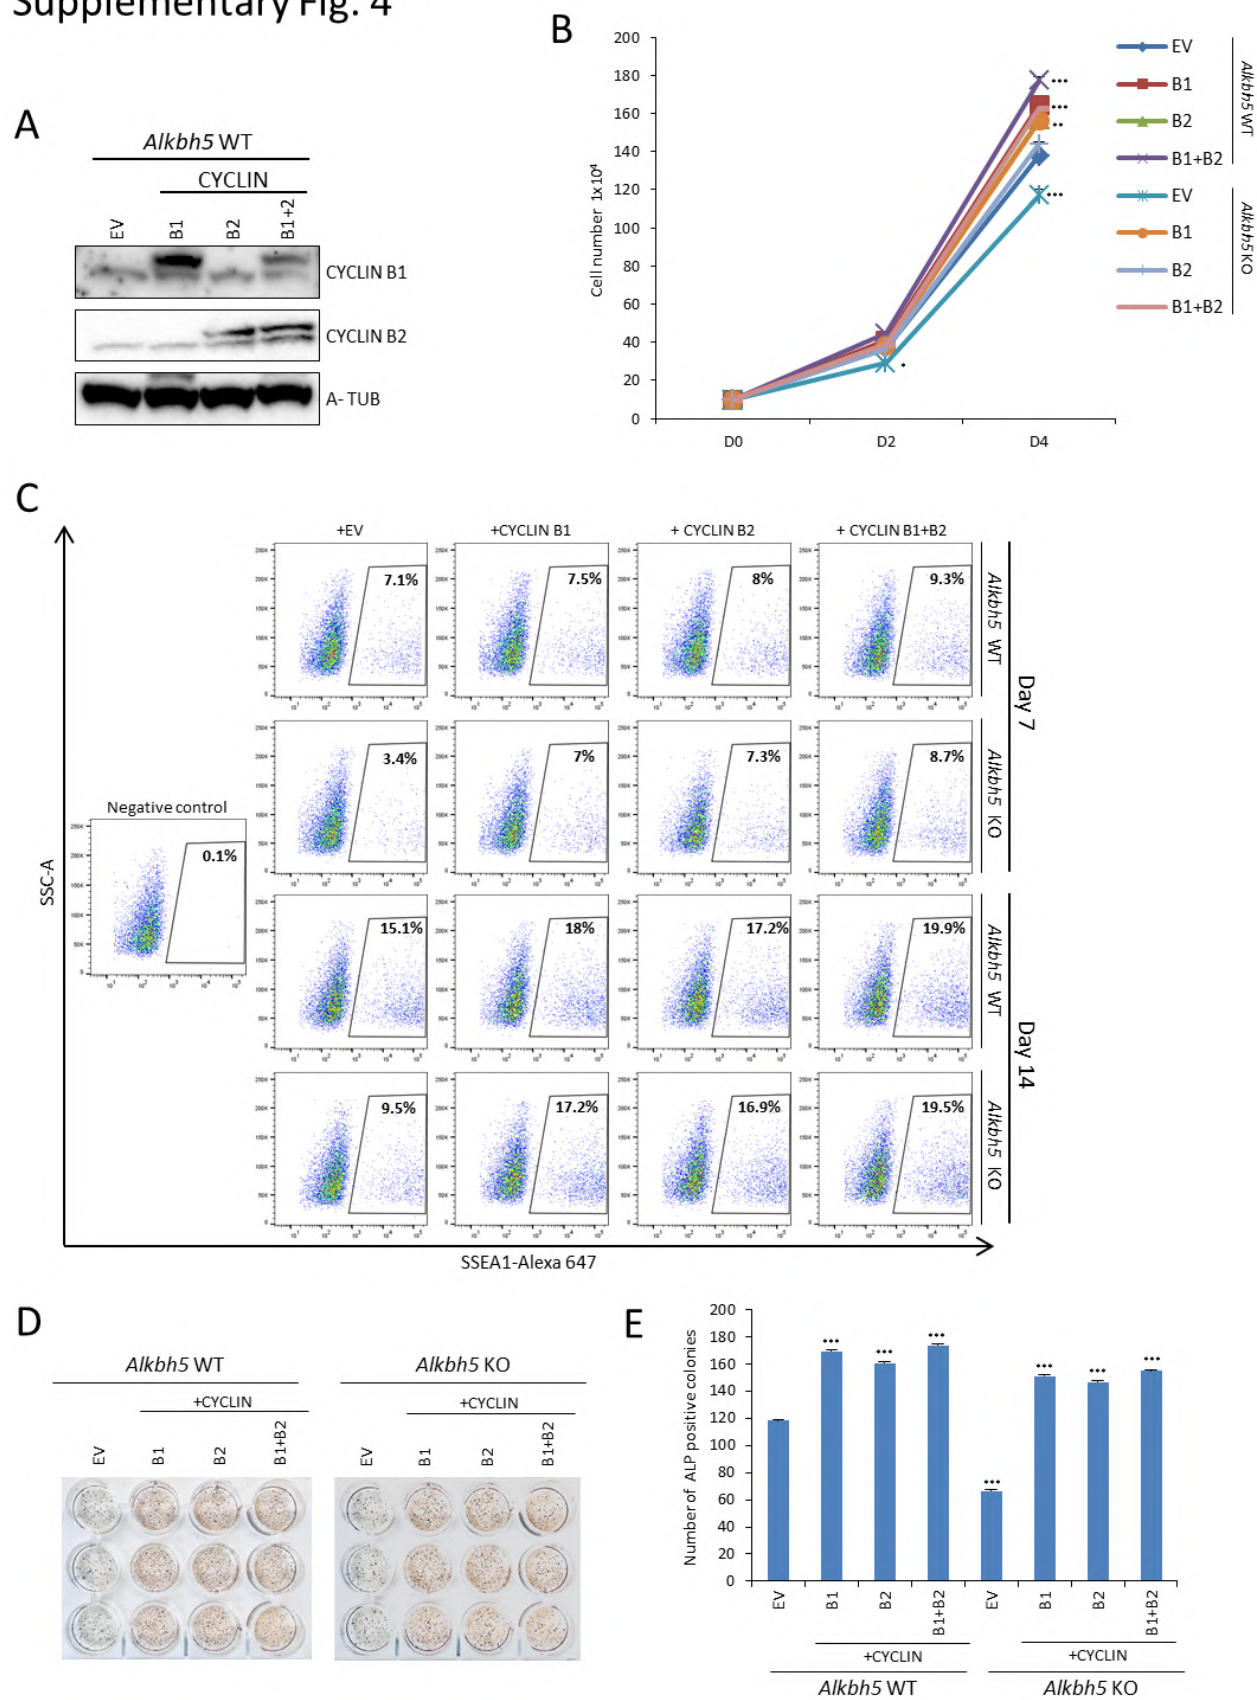 Supplementary Fig. 4
A
Alkbh5 WT
CYCLIN
EV
B1
B2
B1+2
CYCLIN B1
CYCLIN B2
A- TUB
B
Cell number 1x10⁴
200
180
160
140
120
100
80
60
40
20
0
D0
D2
D4
***
***
**
***
*
EV
B1
B2
B1+B2
Alkbh5 WT
EV
B1
B2
B1+B2
Alkbh5 KO
C
+EV
+CYCLIN B1
+ CYCLIN B2
+ CYCLIN B1+B2
7.1%
7.5%
8%
9.3%
Alkbh5 WT
3.4%
7%
7.3%
8.7%
Alkbh5 KO
Day 7
Negative control
0.1%
SSC-A
15.1%
18%
17.2%
19.9%
Alkbh5 WT
9.5%
17.2%
16.9%
19.5%
Alkbh5 KO
Day 14
SSEA1-Alexa 647
D
Alkbh5 WT
+CYCLIN
EV
B1
B2
B1+B2
Alkbh5 KO
+CYCLIN
EV
B1
B2
B1+B2
E
Number of ALP positive colonies
200
180
160
140
120
100
80
60
40
20
0
***
***
***
***
***
***
***
EV
B1
B2
B1+B2
EV
B1
B2
B1+B2
+CYCLIN
+CYCLIN
Alkbh5 WT
Alkbh5 KO